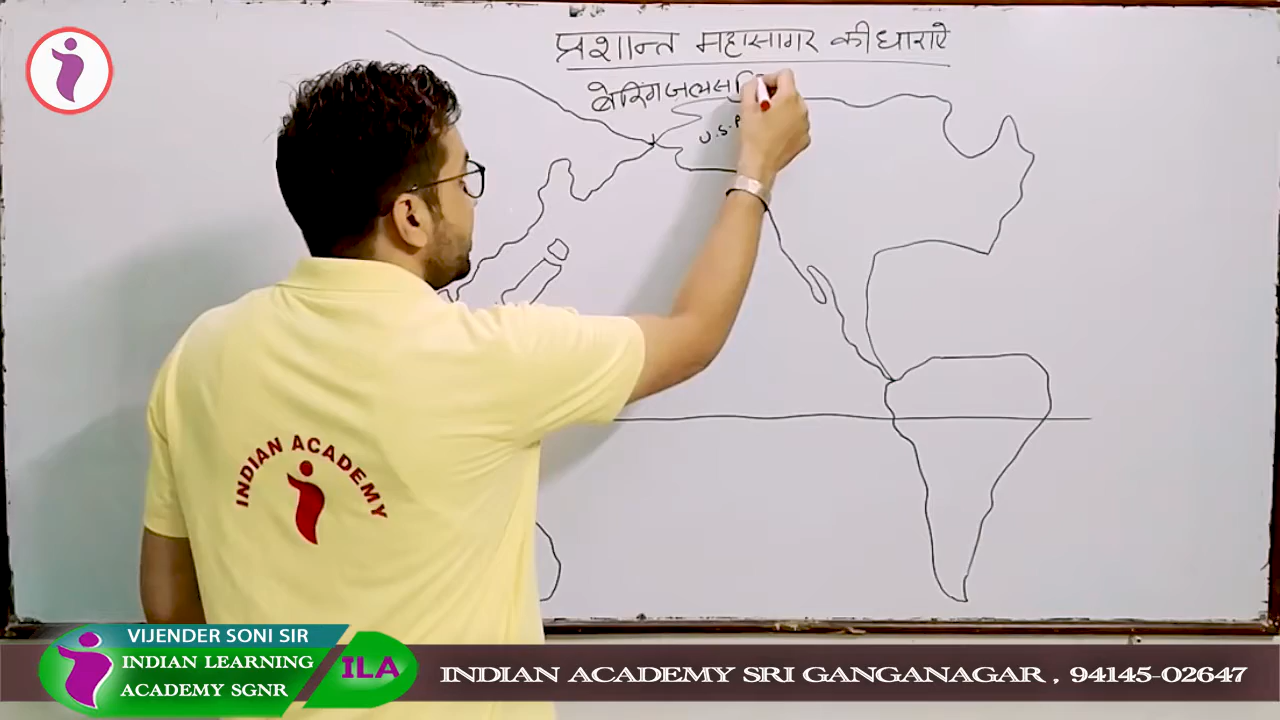 प्रशान्त महासागर की धाराऐ
बेरिंग जलस
U.S.
INDIAN ACADEMY
VIJENDER SONI SIR
INDIAN LEARNING
ACADEMY SGNR
ILA
INDIAN ACADEMY SRI GANGANAGAR , 94145-02647